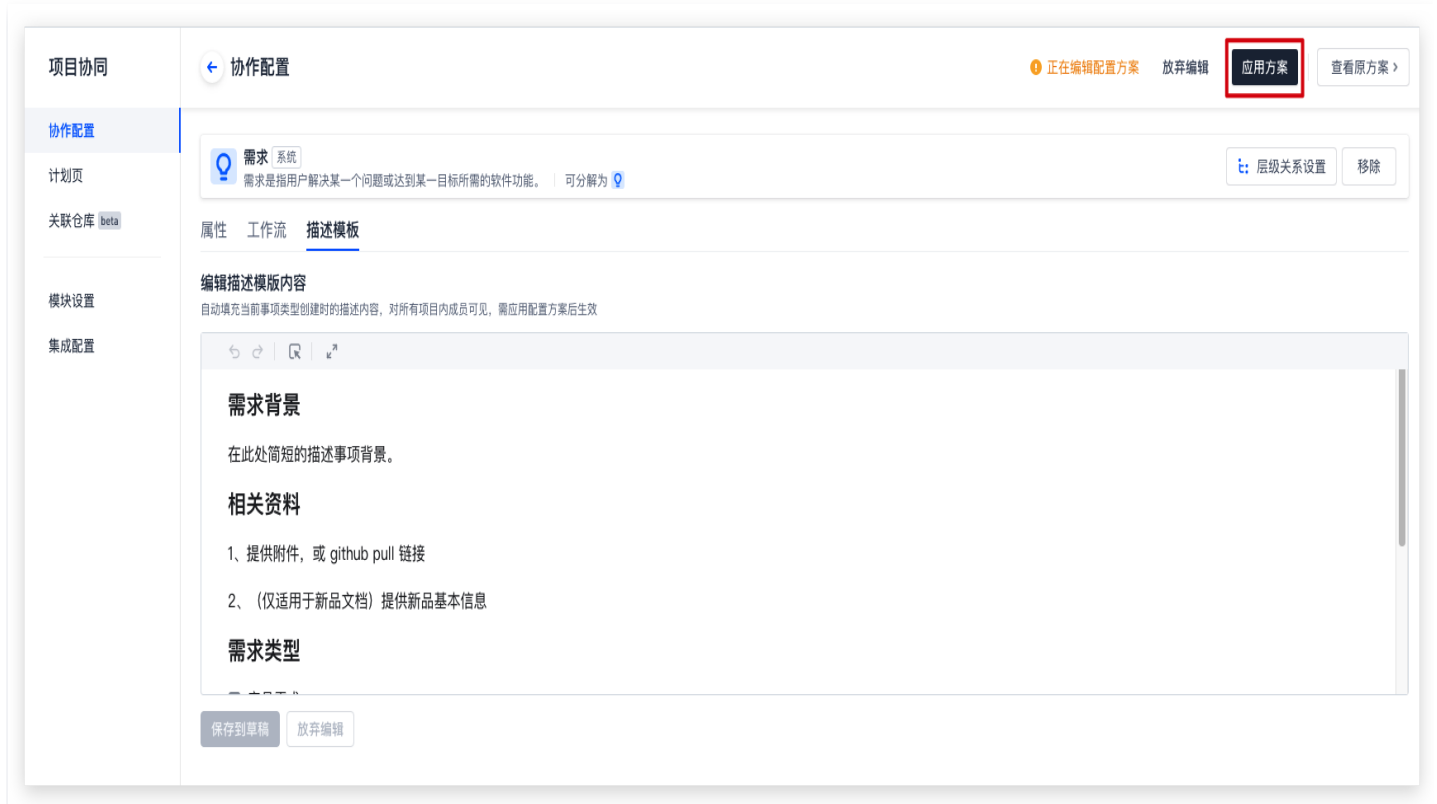 项目协同
协作配置
正在编辑配置方案
放弃编辑
应用方案
查看原方案
协作配置
计划页
关联仓库 beta
模块设置
集成配置
需求 系统
需求是指用户解决某一个问题或达到某一目标所需的软件功能。 可分解为
层级关系设置
移除
属性 工作流 描述模板
编辑描述模版内容
自动填充当前事项类型创建时的描述内容，对所有项目内成员可见，需应用配置方案后生效
需求背景
在此处简短的描述事项背景。
相关资料
1、提供附件，或 github pull 链接
2、（仅适用于新品文档）提供新品基本信息
需求类型
保存到草稿
放弃编辑